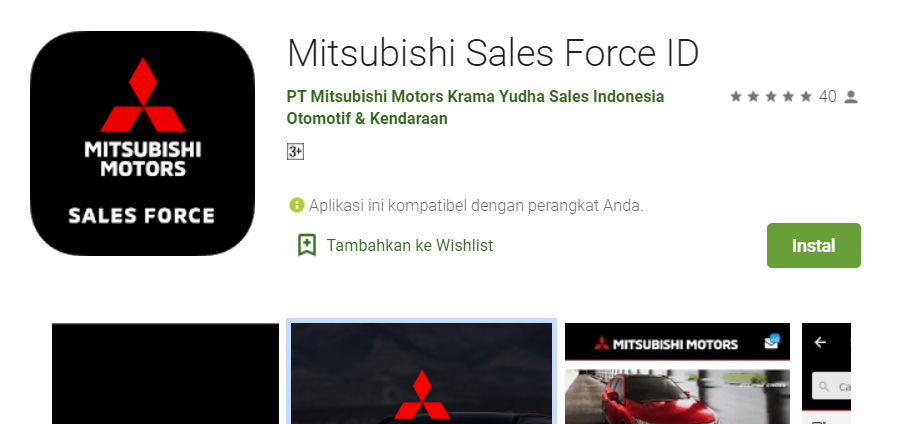 MITSUBISHI
MOTORS
SALES FORCE
Mitsubishi Sales Force ID
PT Mitsubishi Motors Krama Yudha Sales Indonesia
40
Otomotif & Kendaraan
3+
Aplikasi ini kompatibel dengan perangkat Anda.
Tambahkan ke Wishlist
Instal
MITSUBISHI MOTORS
Ca